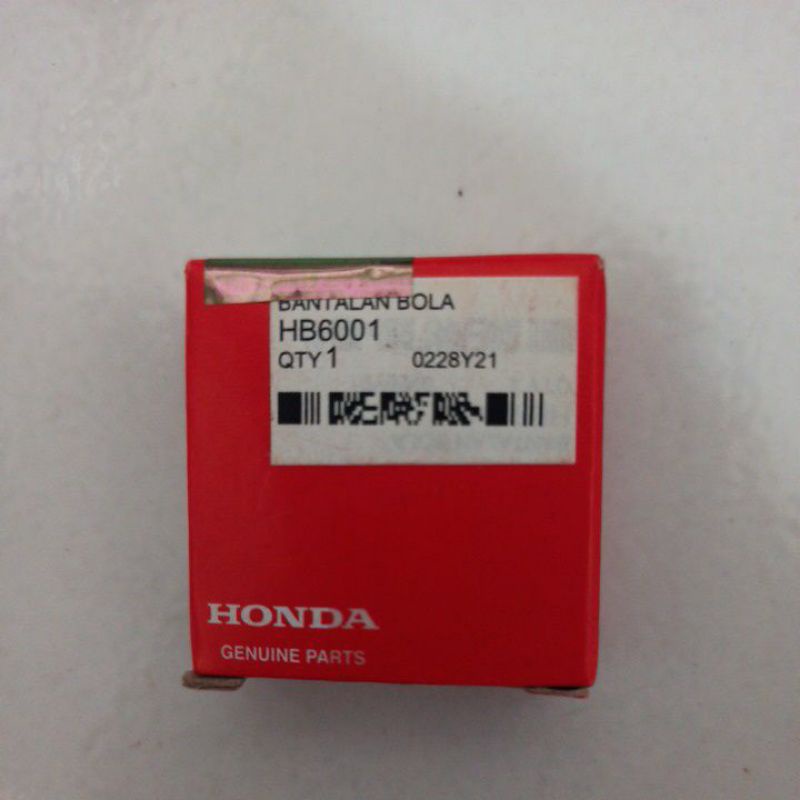 BANTALAN BOLA
HB6001
QTY 1 0228Y21
HONDA
GENUINE PARTS